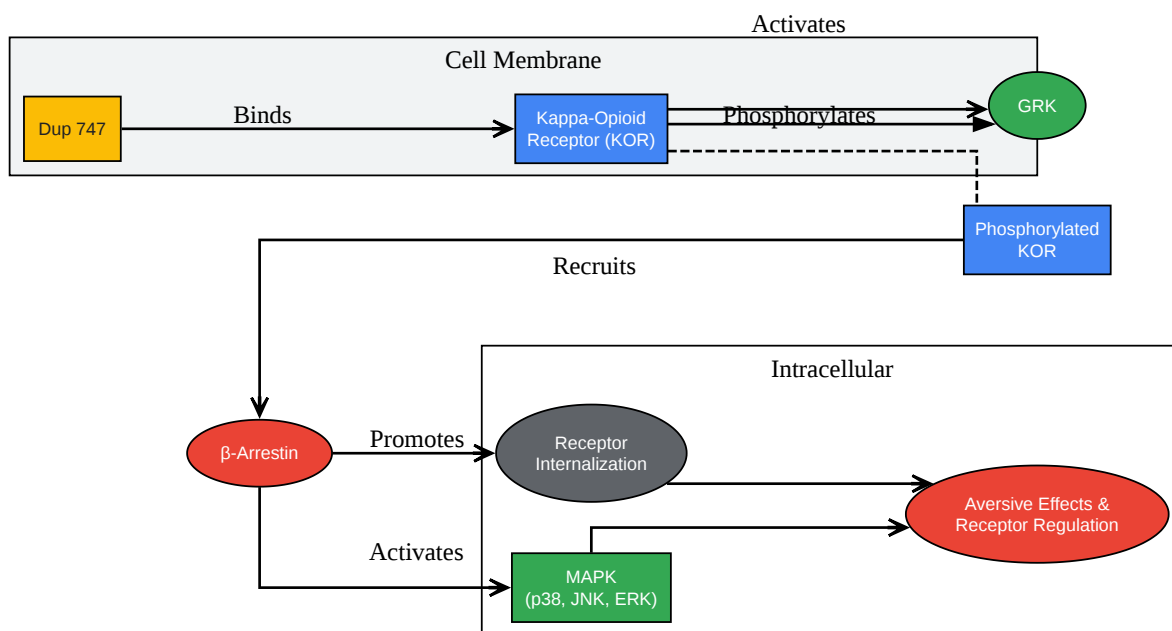 Activates
Cell Membrane
Dup 747
Binds
Kappa-Opioid
Receptor (KOR)
Phosphorylates
GRK
Phosphorylated
KOR
Recruits
Intracellular
β-Arrestin
Promotes
Receptor
Internalization
Aversive Effects &
Receptor Regulation
Activates
MAPK
(p38, JNK, ERK)